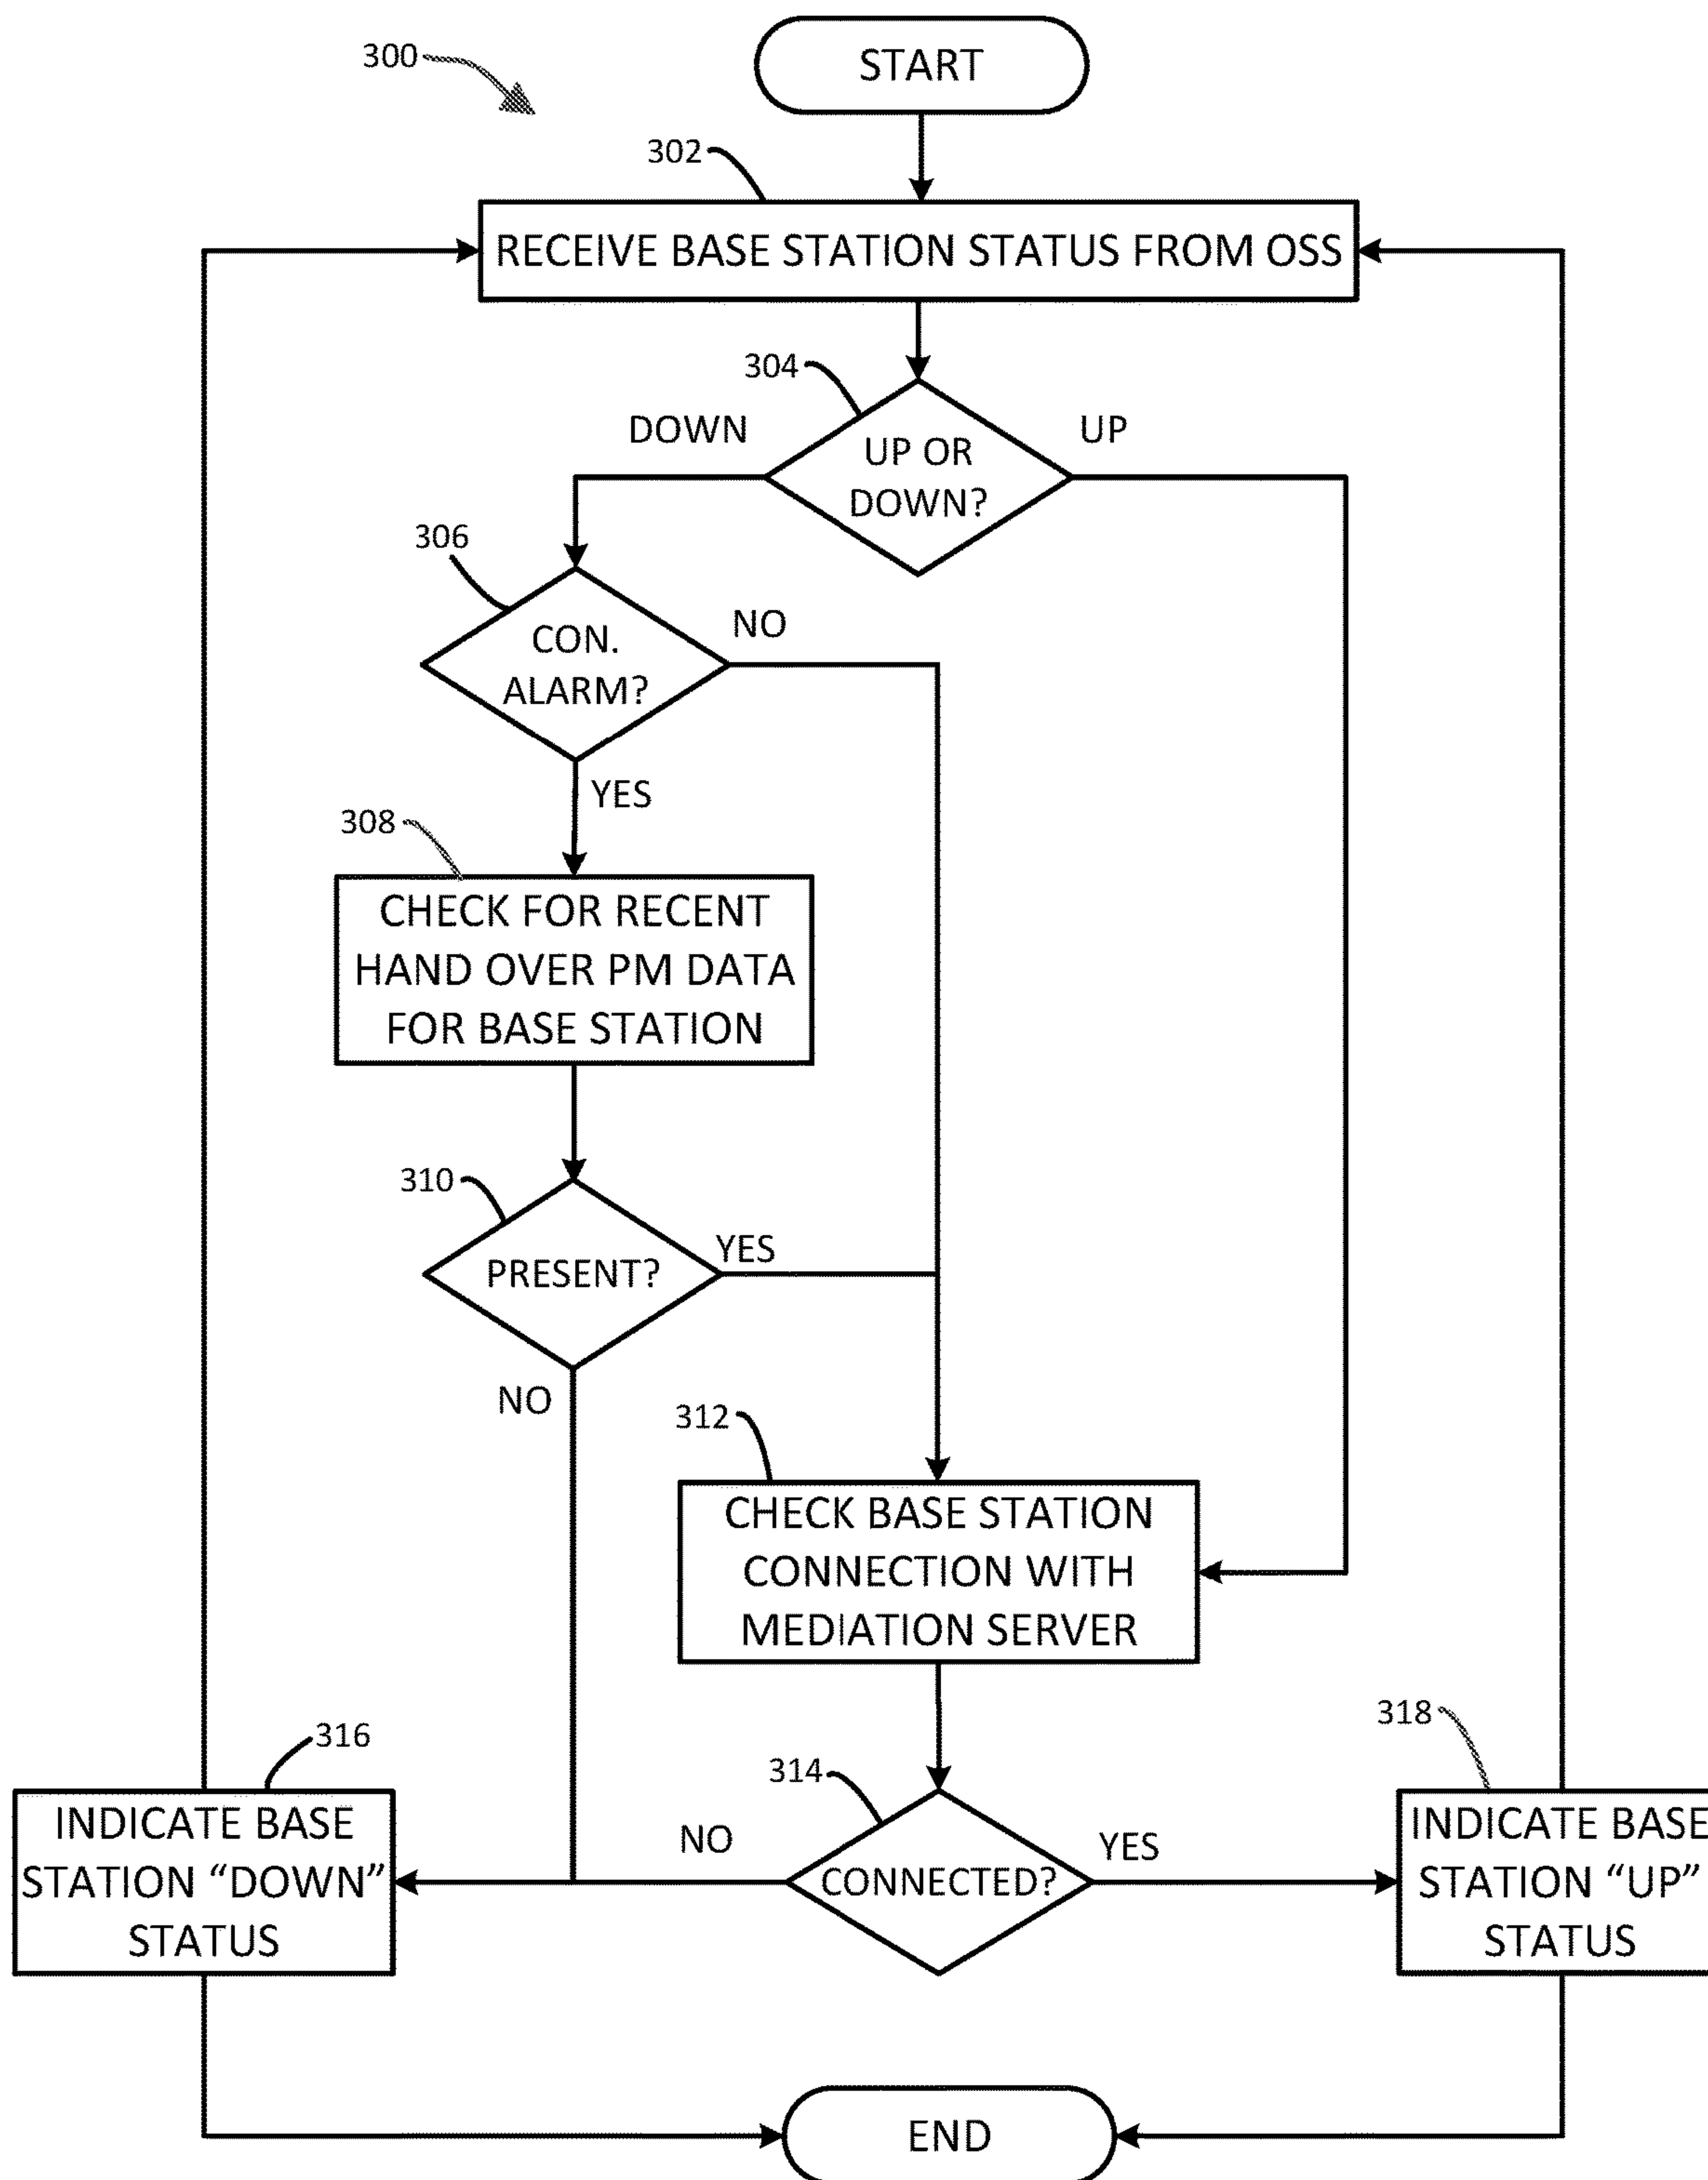 300
START
302
RECEIVE BASE STATION STATUS FROM OSS
304
DOWN
UP
UP OR
DOWN?
306
CON.
ALARM?
NO
YES
308
CHECK FOR RECENT
HAND OVER PM DATA
FOR BASE STATION
310
PRESENT?
YES
NO
312
CHECK BASE STATION
CONNECTION WITH
MEDIATION SERVER
316
314
318
INDICATE BASE
STATION “DOWN”
STATUS
NO
CONNECTED?
YES
INDICATE BASE
STATION “UP”
STATUS
END